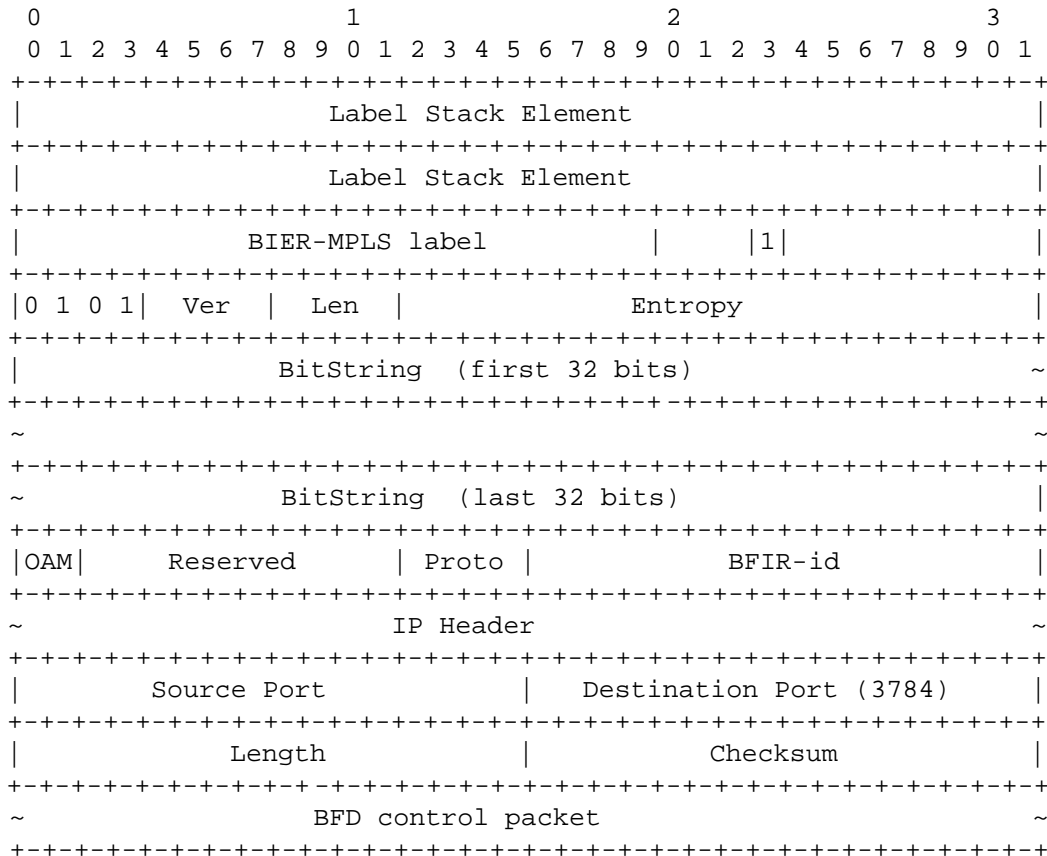 0                   1                   2                   3
 0 1 2 3 4 5 6 7 8 9 0 1 2 3 4 5 6 7 8 9 0 1 2 3 4 5 6 7 8 9 0 1
+-+-+-+-+-+-+-+-+-+-+-+-+-+-+-+-+-+-+-+-+-+-+-+-+-+-+-+-+-+-+-+-+
|                   Label Stack Element                         |
+-+-+-+-+-+-+-+-+-+-+-+-+-+-+-+-+-+-+-+-+-+-+-+-+-+-+-+-+-+-+-+-+
|                   Label Stack Element                         |
+-+-+-+-+-+-+-+-+-+-+-+-+-+-+-+-+-+-+-+-+-+-+-+-+-+-+-+-+-+-+-+-+
|              BIER-MPLS label          |     |1|               |
+-+-+-+-+-+-+-+-+-+-+-+-+-+-+-+-+-+-+-+-+-+-+-+-+-+-+-+-+-+-+-+-+
|0 1 0 1|  Ver  |  Len  |              Entropy                  |
+-+-+-+-+-+-+-+-+-+-+-+-+-+-+-+-+-+-+-+-+-+-+-+-+-+-+-+-+-+-+-+-+
|                BitString  (first 32 bits)                     ~
+-+-+-+-+-+-+-+-+-+-+-+-+-+-+-+-+-+-+-+-+-+-+-+-+-+-+-+-+-+-+-+-+
~                                                               ~
+-+-+-+-+-+-+-+-+-+-+-+-+-+-+-+-+-+-+-+-+-+-+-+-+-+-+-+-+-+-+-+-+
~                BitString  (last 32 bits)                      |
+-+-+-+-+-+-+-+-+-+-+-+-+-+-+-+-+-+-+-+-+-+-+-+-+-+-+-+-+-+-+-+-+
|OAM|     Reserved      | Proto |            BFIR-id            |
+-+-+-+-+-+-+-+-+-+-+-+-+-+-+-+-+-+-+-+-+-+-+-+-+-+-+-+-+-+-+-+-+
~                       IP Header                               ~
+-+-+-+-+-+-+-+-+-+-+-+-+-+-+-+-+-+-+-+-+-+-+-+-+-+-+-+-+-+-+-+-+
|        Source Port            |   Destination Port (3784)     |
+-+-+-+-+-+-+-+-+-+-+-+-+-+-+-+-+-+-+-+-+-+-+-+-+-+-+-+-+-+-+-+-+
|             Length            |           Checksum            |
+-+-+-+-+-+-+-+-+-+-+-+-+-+-+-+-+-+-+-+-+-+-+-+-+-+-+-+-+-+-+-+-+
~                  BFD control packet                           ~
+-+-+-+-+-+-+-+-+-+-+-+-+-+-+-+-+-+-+-+-+-+-+-+-+-+-+-+-+-+-+-+-+